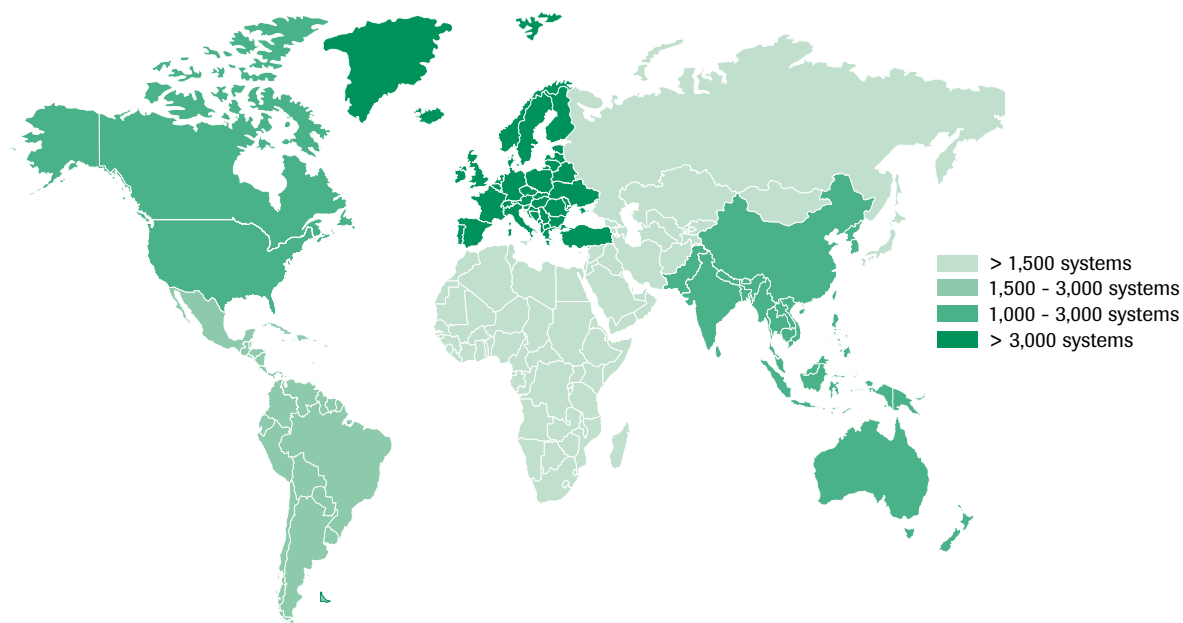 > 1,500 systems
1,500 - 3,000 systems
1,000 - 3,000 systems
> 3,000 systems